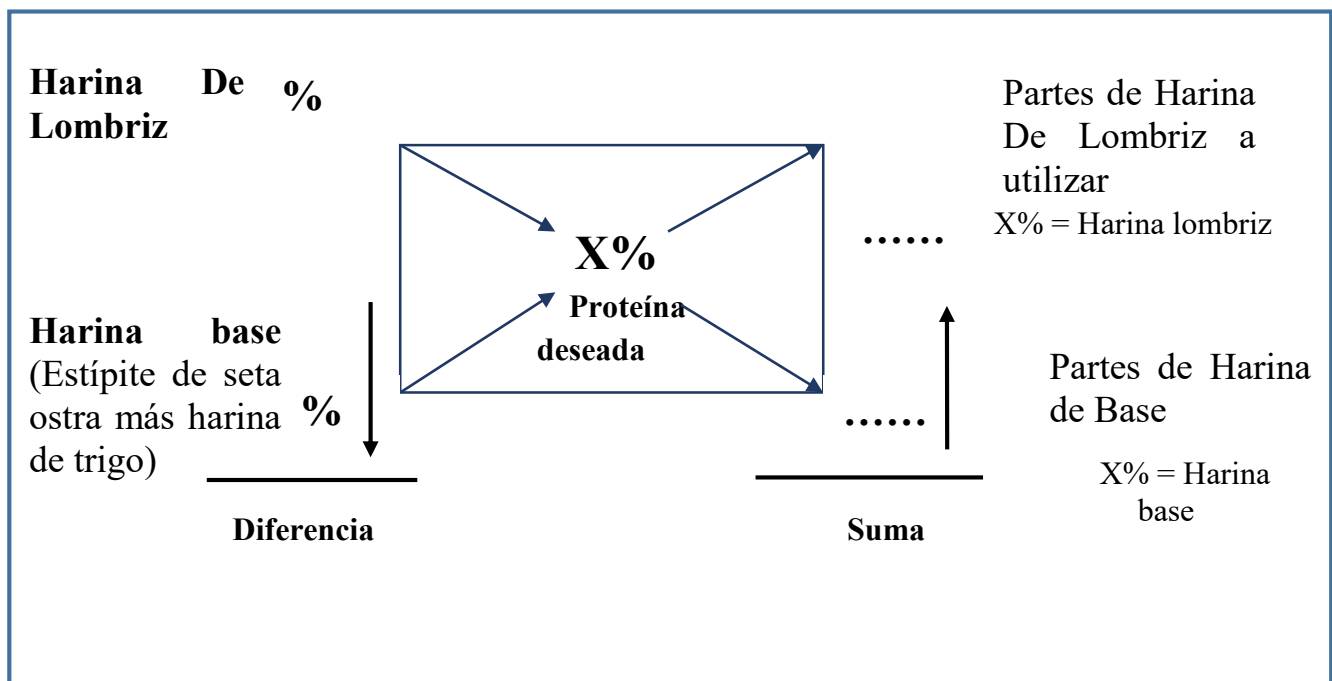 Harina De
Lombriz
%
Partes de Harina
De Lombriz a
utilizar
X% = Harina lombriz
......
X%
Proteína
deseada
Harina base
(Estípite de seta
ostra más harina
de trigo)
%
......
Partes de Harina
de Base
X% = Harina
base
Diferencia
Suma